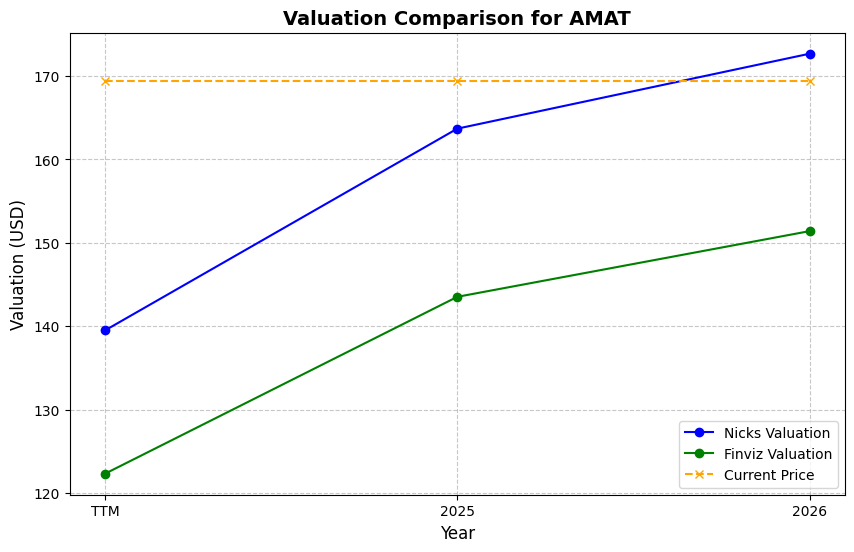 Valuation Comparison for AMAT
Valuation (USD)
170
160
150
140
130
120
TTM
2025
2026
Year
Nicks Valuation
Finviz Valuation
Current Price